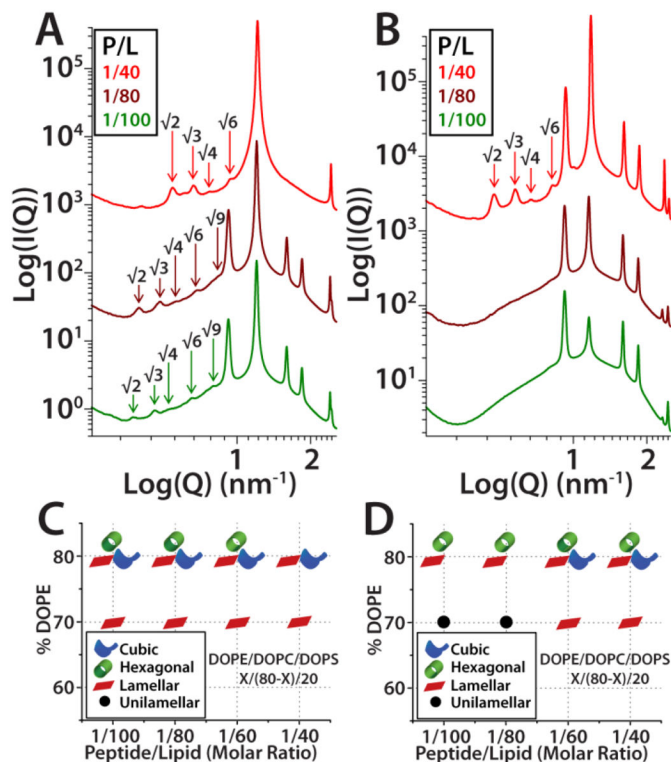 A
P/L
1/40
1/80
1/100
10⁵
10⁴
10³
10²
10¹
10⁰
Log(I(Q))
√2
√3
√4
√6
√2
√3
√4
√6
√9
√2
√3
√4
√6
√9
1
2
Log(Q) (nm⁻¹)
B
P/L
1/40
1/80
1/100
10⁵
10⁴
10³
10²
10¹
Log(I(Q))
√2
√3
√4
√6
1
2
Log(Q) (nm⁻¹)
C
80
70
60
% DOPE
Cubic
Hexagonal
Lamellar
Unilamellar
DOPE/DOPC/DOPS
X/(80-X)/20
1/100
1/80
1/60
1/40
Peptide/Lipid (Molar Ratio)
D
80
70
60
% DOPE
Cubic
Hexagonal
Lamellar
Unilamellar
DOPE/DOPC/DOPS
X/(80-X)/20
1/100
1/80
1/60
1/40
Peptide/Lipid (Molar Ratio)